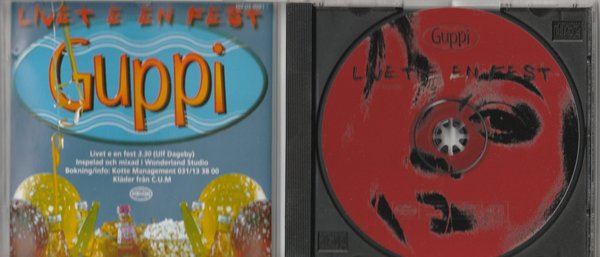 LIVET E EN FEST
Guppi
Livet e en fest 3.30 (Ulf Dageby)
Inspelad och mixad i Wonderland Studio
Bokning/info: Kotte Management 031/13 38 00
Kläder från C.U.M
Guppi
LIVET E EN FEST